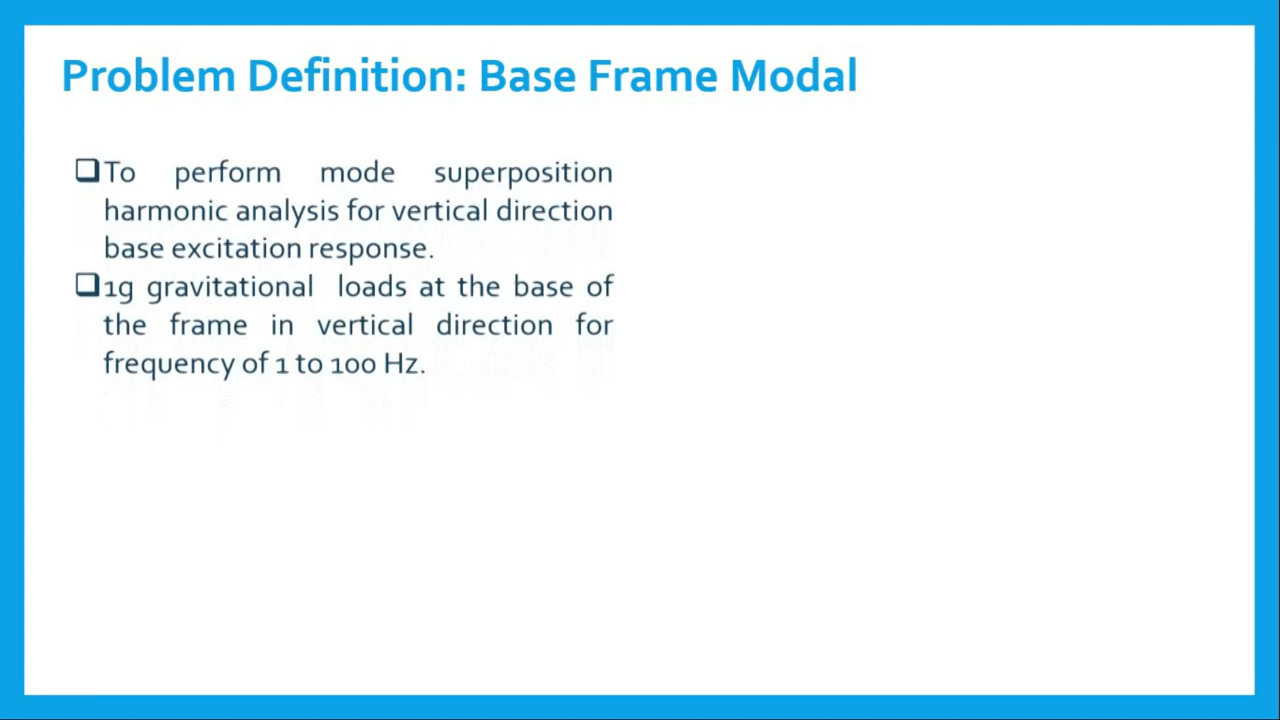 Problem Definition: Base Frame Modal
❑To perform mode superposition
harmonic analysis for vertical direction
base excitation response.
❑1g gravitational loads at the base of
the frame in vertical direction for
frequency of 1 to 100 Hz.